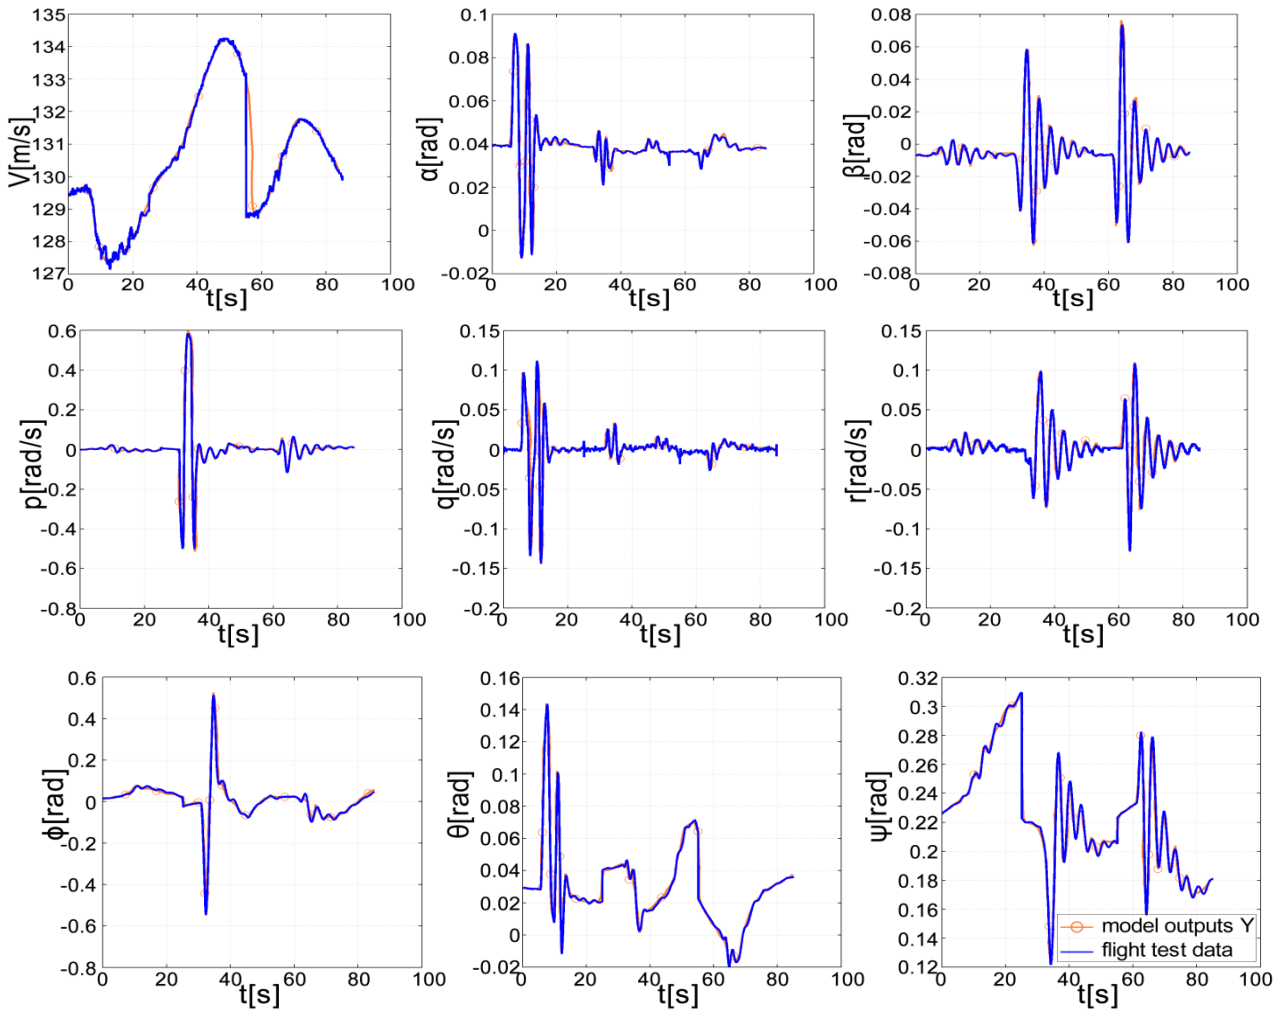 135
134
133
132
131
130
129
128
127
0 20 40 60 80 100
V[m/s]
t[s]
0.1
0.08
0.06
0.04
0.02
0
-0.02
0 20 40 60 80 100
α[rad]
t[s]
0.08
0.06
0.04
0.02
0
-0.02
-0.04
-0.06
-0.08
0 20 40 60 80 100
β[rad]
t[s]
0.6
0.4
0.2
0
-0.2
-0.4
-0.6
-0.8
0 20 40 60 80 100
p[rad/s]
t[s]
0.15
0.1
0.05
0
-0.05
-0.1
-0.15
-0.2
0 20 40 60 80 100
q[rad/s]
t[s]
0.15
0.1
0.05
0
-0.05
-0.1
-0.15
-0.2
0 20 40 60 80 100
r[rad/s]
t[s]
0.6
0.4
0.2
0
-0.2
-0.4
-0.6
-0.8
0 20 40 60 80 100
ϕ[rad]
t[s]
0.16
0.14
0.12
0.1
0.08
0.06
0.04
0.02
0
-0.02
0 20 40 60 80 100
θ[rad]
t[s]
0.32
0.3
0.28
0.26
0.24
0.22
0.2
0.18
0.16
0.14
0.12
0 20 40 60 80 100
ψ[rad]
t[s]
model outputs Y
flight test data